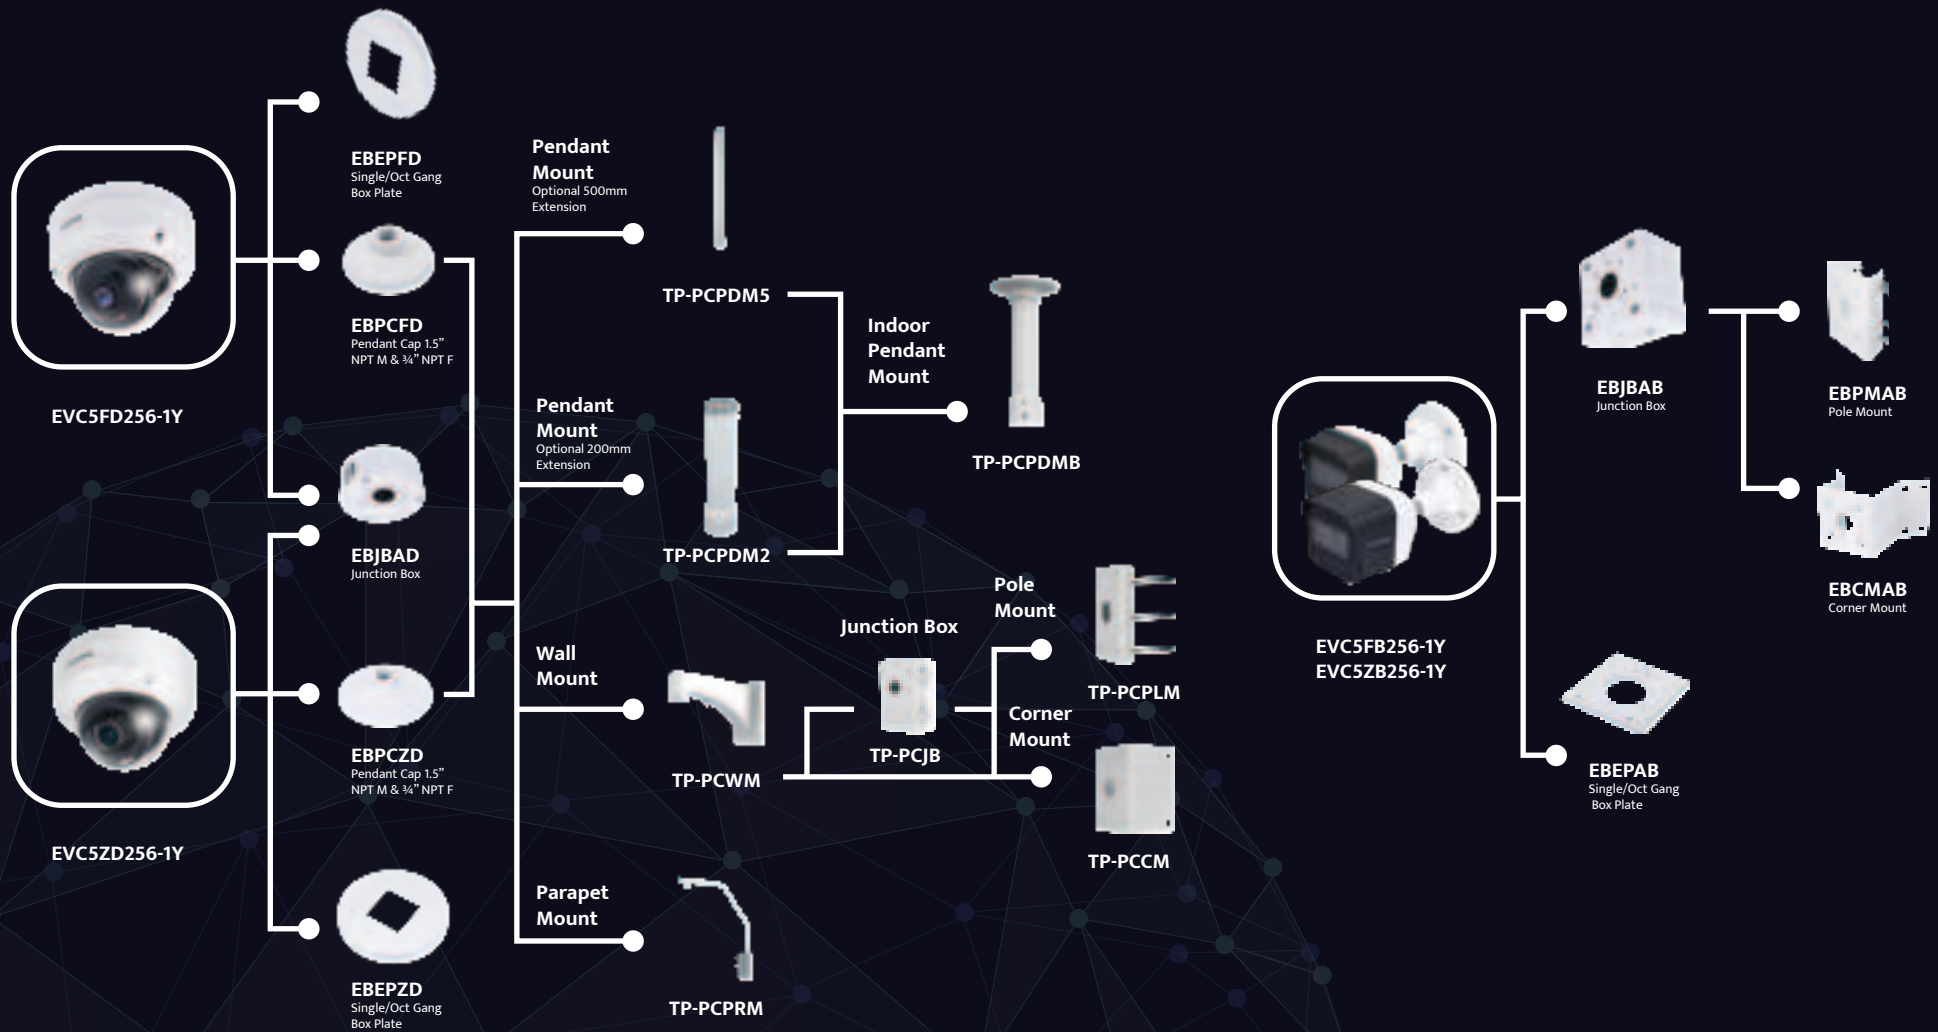 EBEPFD
Single/Oct Gang
Box Plate
EBPCFD
Pendant Cap 1.5”
NPT M & ¾” NPT F
EVC5FD256-1Y
EBJBAD
Junction Box
EBPCZD
Pendant Cap 1.5”
NPT M & ¾” NPT F
EVC5ZD256-1Y
EBEPZD
Single/Oct Gang
Box Plate
Pendant
Mount
Optional 500mm
Extension
TP-PCPDM5
Pendant
Mount
Optional 200mm
Extension
TP-PCPDM2
Indoor
Pendant
Mount
TP-PCPDMB
Wall
Mount
TP-PCWM
Junction Box
TP-PCJB
Pole
Mount
TP-PCPLM
Corner
Mount
TP-PCCM
Parapet
Mount
TP-PCPRM
EVC5FB256-1Y
EVC5ZB256-1Y
EBJBAB
Junction Box
EBPMAB
Pole Mount
EBCMAB
Corner Mount
EBEPAB
Single/Oct Gang
Box Plate